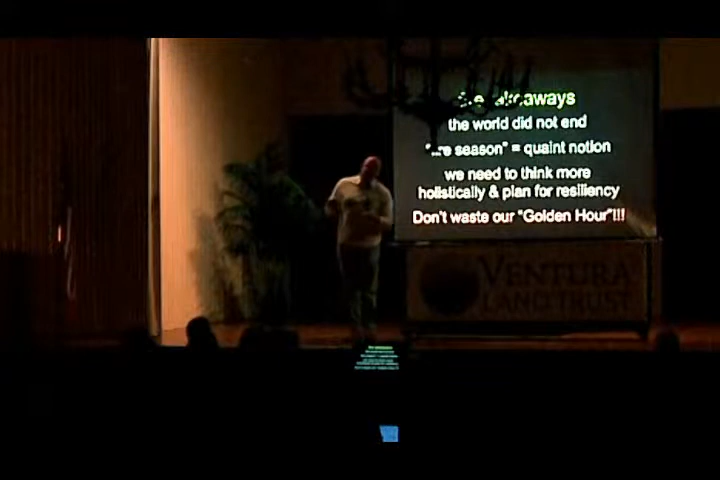 takeaways
the world did not end
season" = quaint notion
we need to think more
holistically & plan for resiliency
Don't waste our "Golden Hour"!!!
VENTURA
LAND TRUST